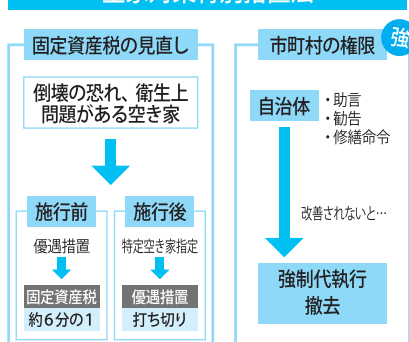 固定資産税の見直し
倒壊の恐れ、衛生上
問題がある空き家
施行前
優遇措置
固定資産税
約6分の1
施行後
特定空き家指定
優遇措置
打ち切り
市町村の権限
強
自治体
・助言
・勧告
・修繕命令
改善されないと…
強制代執行
撤去